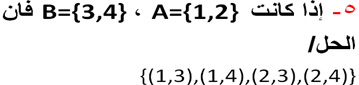 ٥- إذا كانت A={1,2} ، B={3,4} فان
الحل/
{(1,3),(1,4),(2,3),(2,4)}